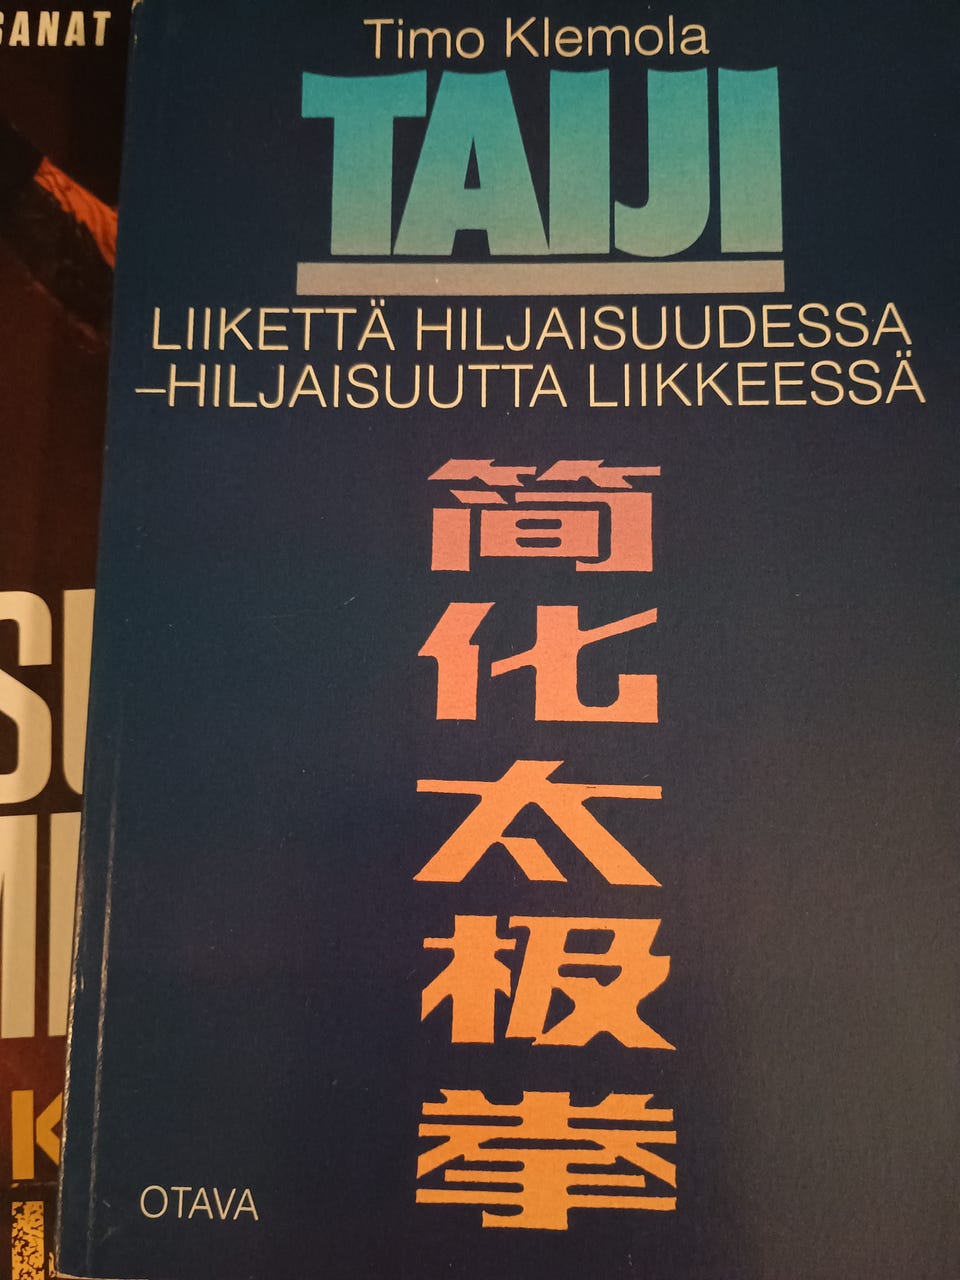 Timo Klemola
TAIJI
LIIKETTÄ HILJAISUUDESSA
–HILJAISUUTTA LIIKKEESSÄ
简
化
太
极
拳
OTAVA
SANAT